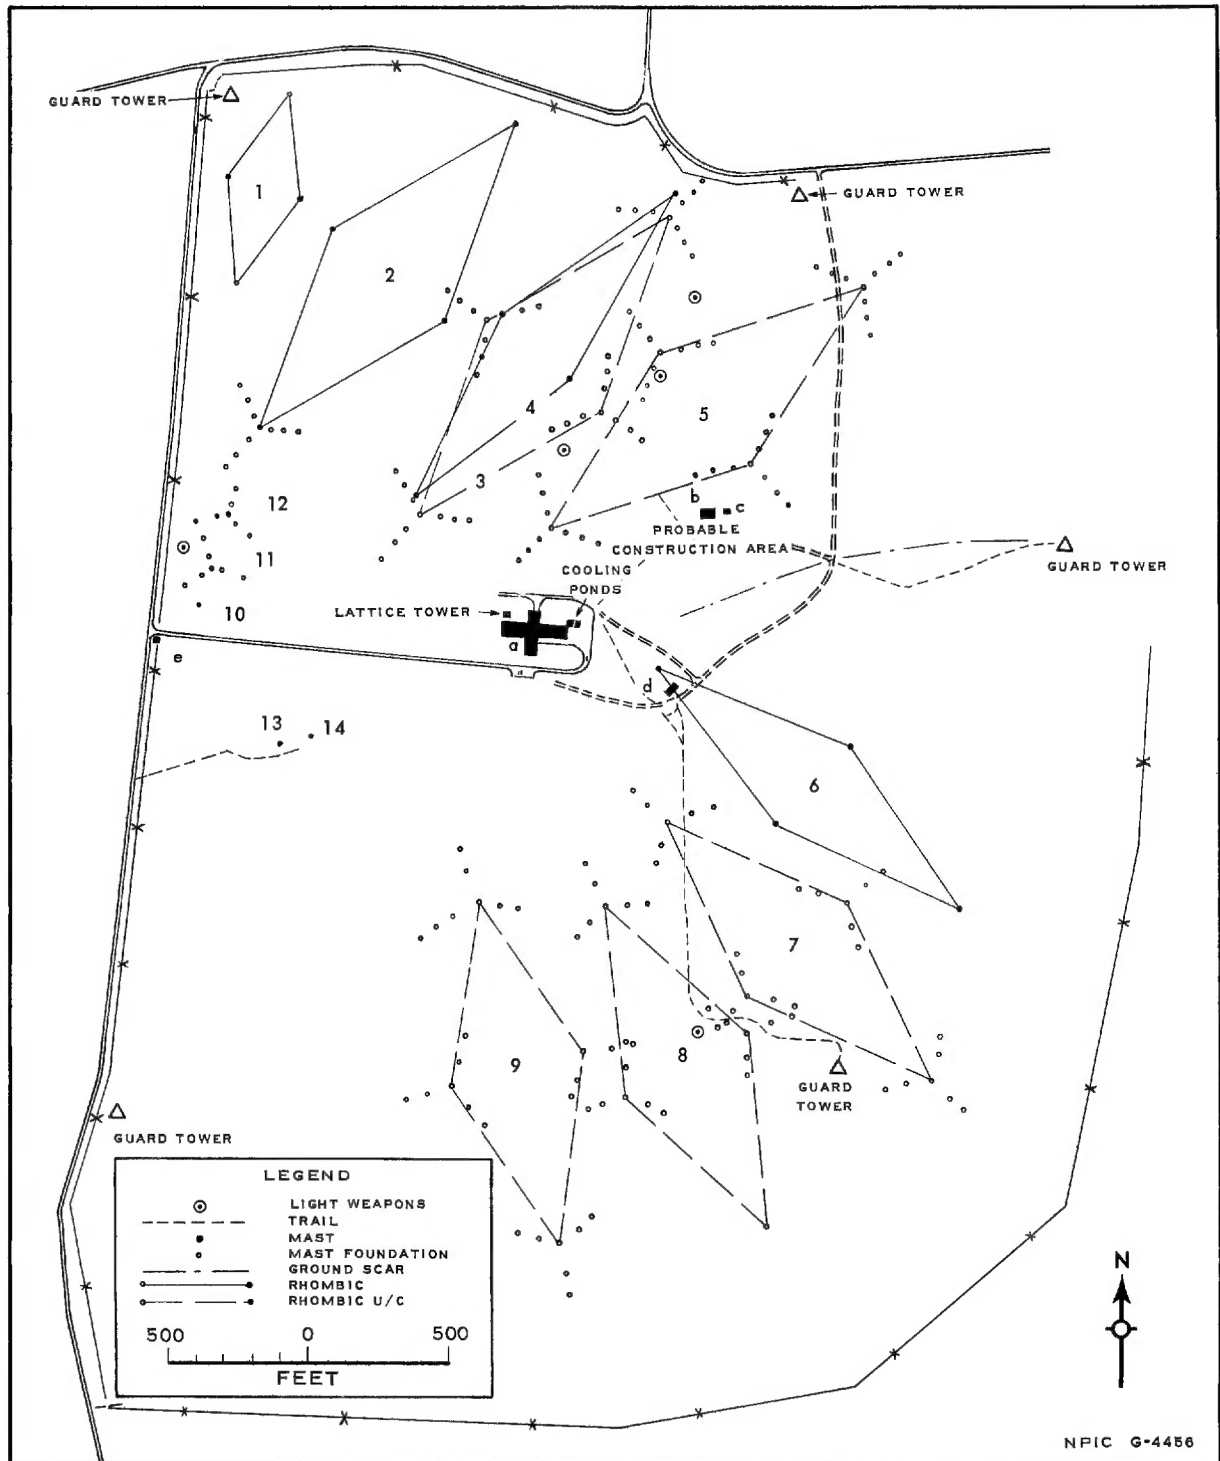 GUARD TOWER
GUARD TOWER
1
2
4
5
3
b
c
12
PROBABLE
CONSTRUCTION AREA
11
COOLING
PONDS
GUARD TOWER
10
LATTICE TOWER
a
e
d
13
14
6
7
9
8
GUARD
TOWER
GUARD TOWER
LEGEND
LIGHT WEAPONS
TRAIL
MAST
MAST FOUNDATION
GROUND SCAR
RHOMBIC
RHOMBIC U/C
500 0 500
FEET
N
NPIC G-4456